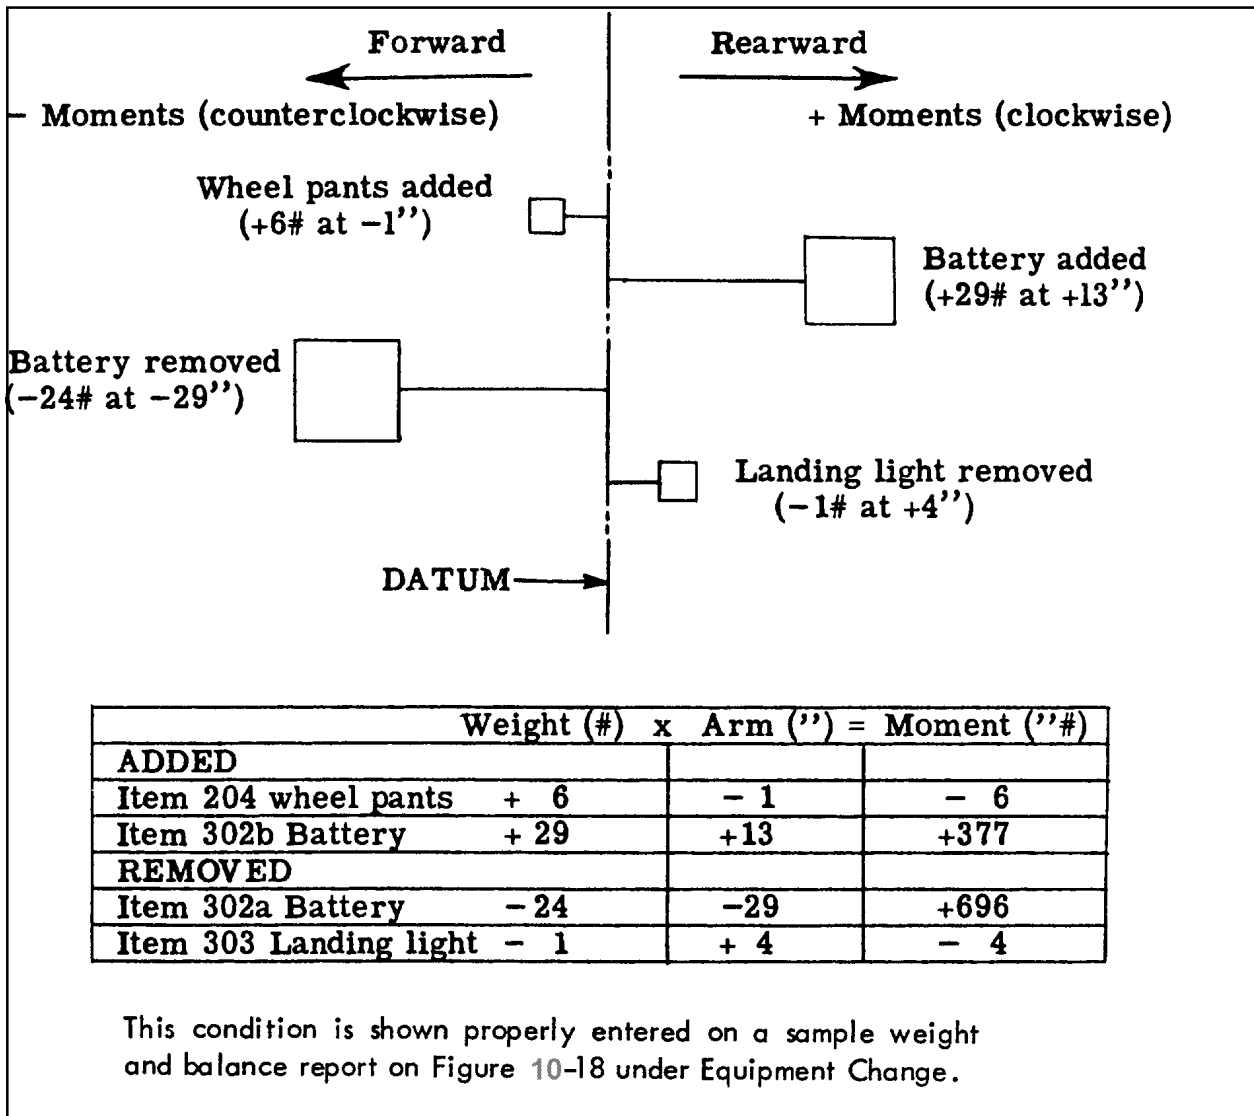 Forward
Rearward
– Moments (counterclockwise)
+ Moments (clockwise)
Wheel pants added
(+6# at –1’’)
Battery added
(+29# at +13’’)
Battery removed
(–24# at –29’’)
Landing light removed
(–1# at +4’’)
DATUM
Weight (#) x Arm (’’) = Moment (’’#)
ADDED
Item 204 wheel pants + 6 – 1 – 6
Item 302b Battery + 29 +13 +377
REMOVED
Item 302a Battery – 24 –29 +696
Item 303 Landing light – 1 + 4 – 4
This condition is shown properly entered on a sample weight
and balance report on Figure 10-18 under Equipment Change.